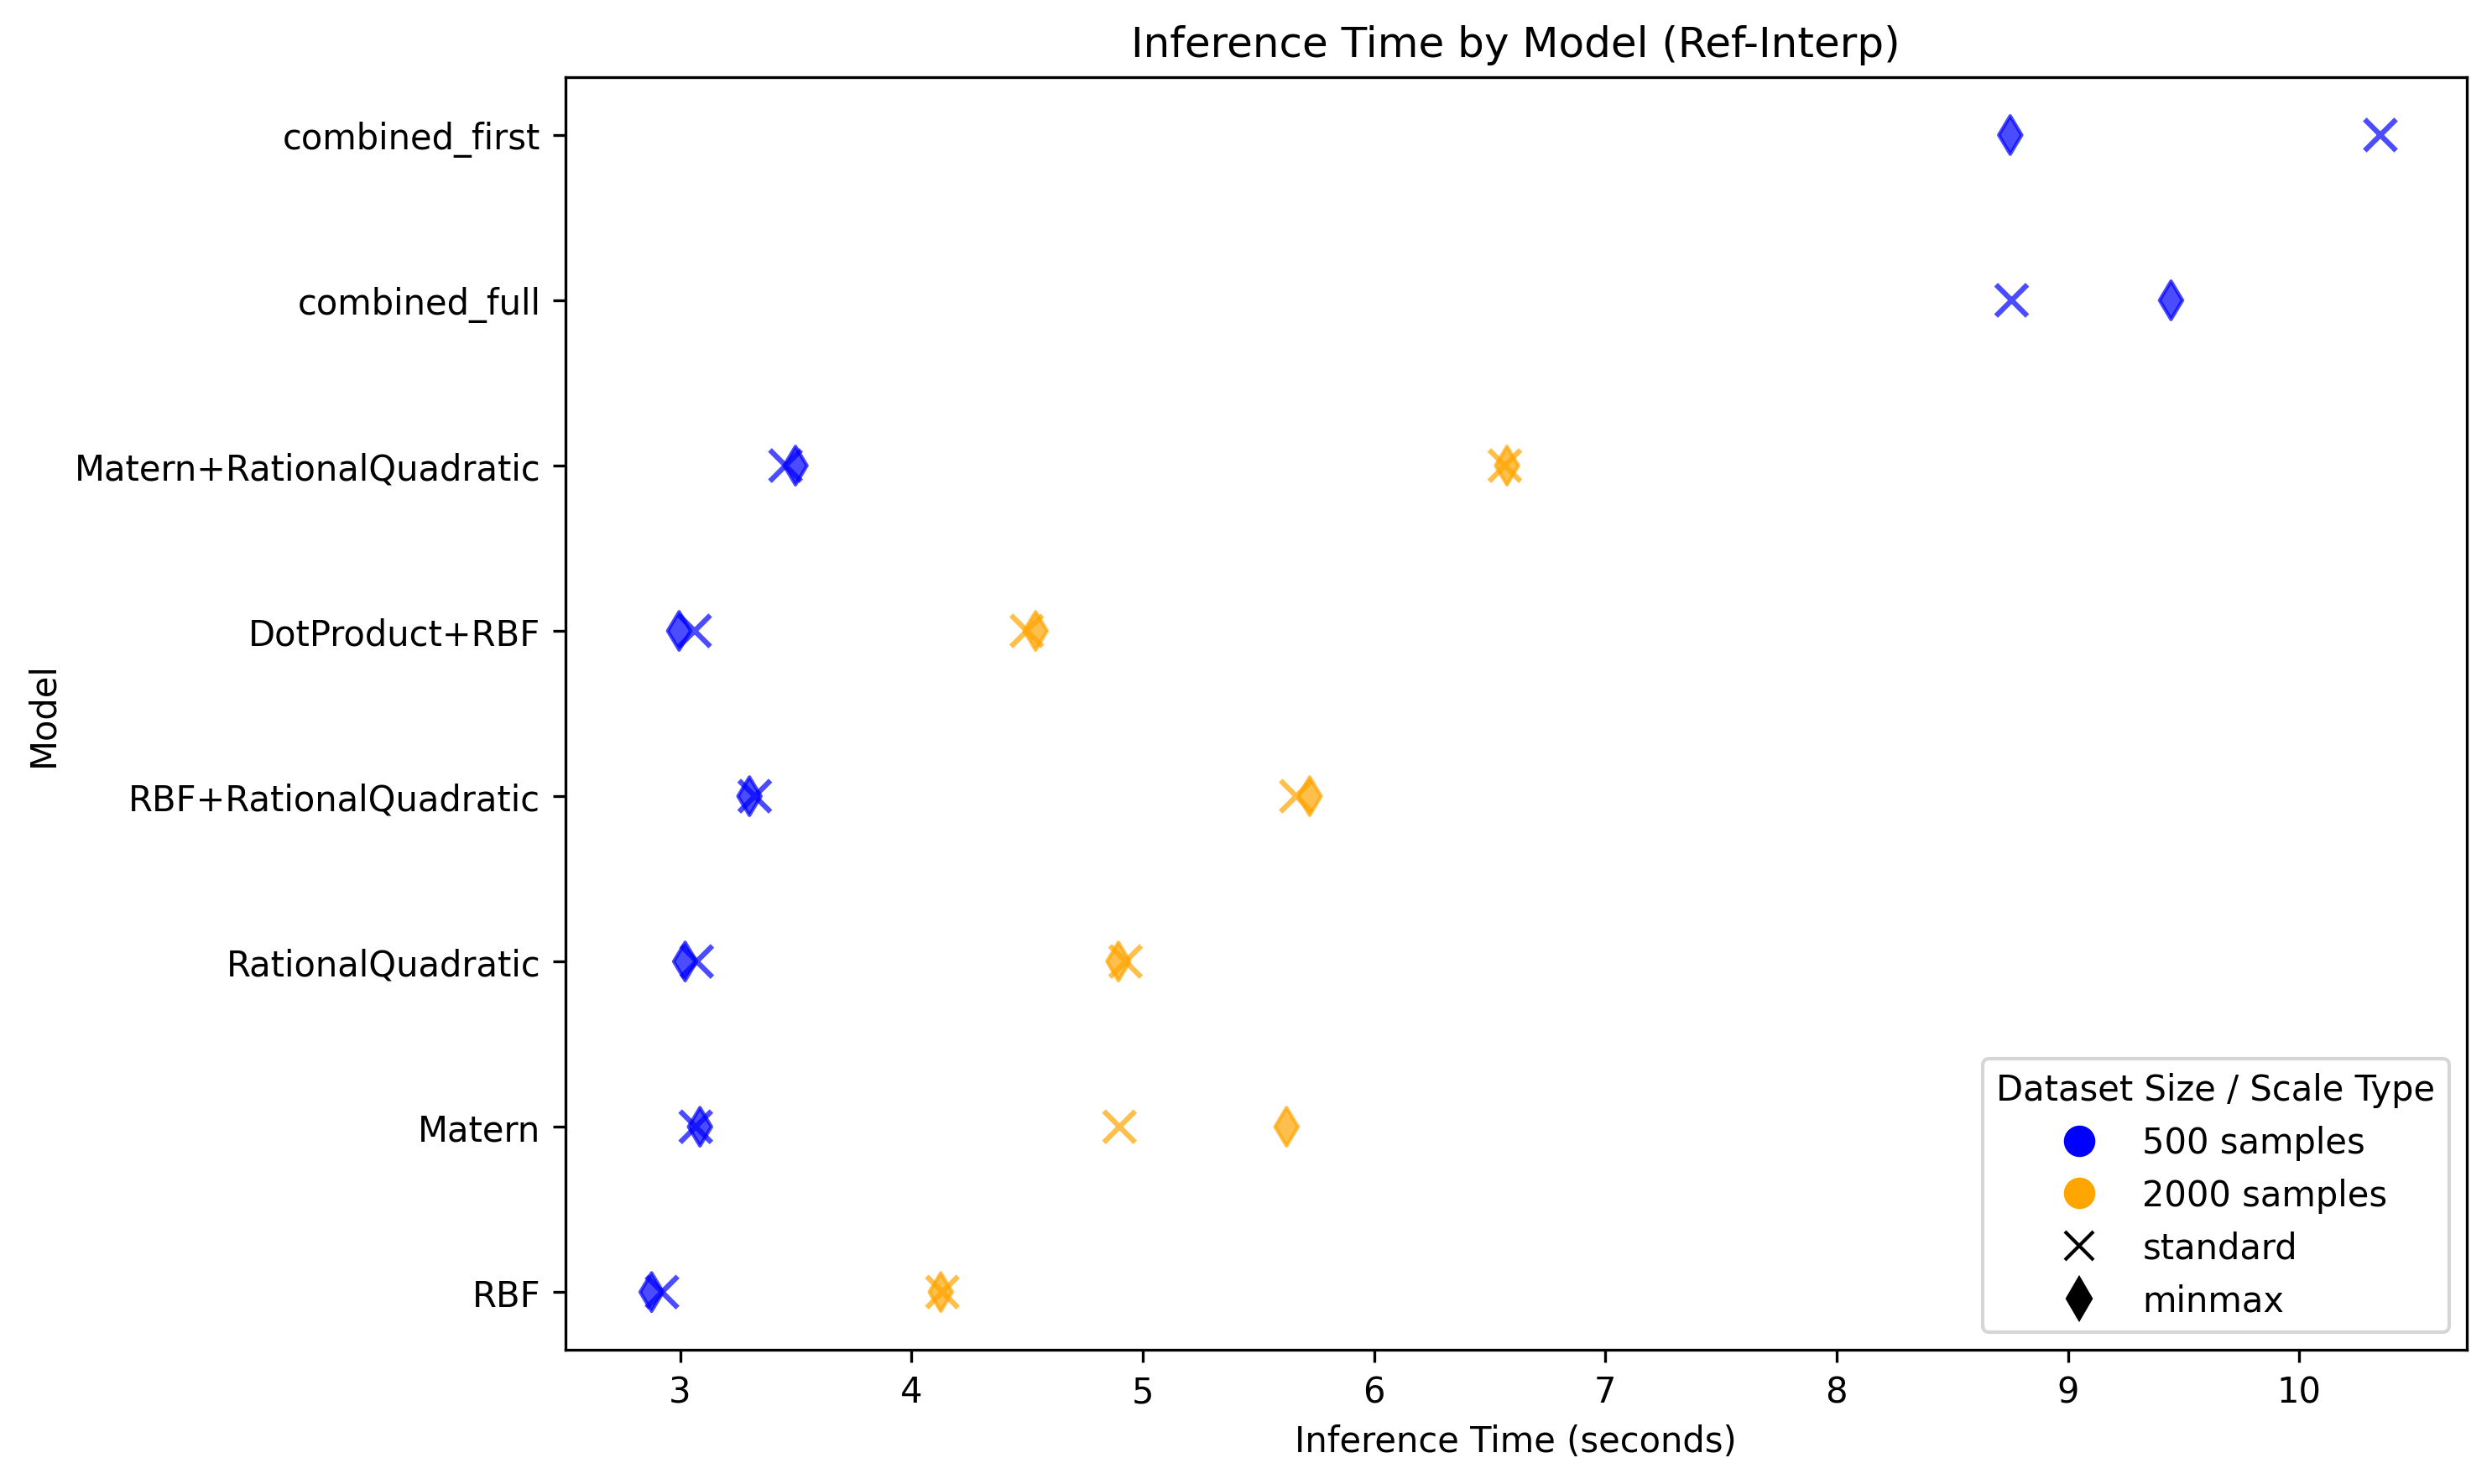 Inference Time by Model (Ref-Interp)
combined_first
combined_full
Matern+RationalQuadratic
DotProduct+RBF
RBF+RationalQuadratic
RationalQuadratic
Matern
RBF
Model
3 4 5 6 7 8 9 10
Inference Time (seconds)
Dataset Size / Scale Type
500 samples
2000 samples
standard
minmax